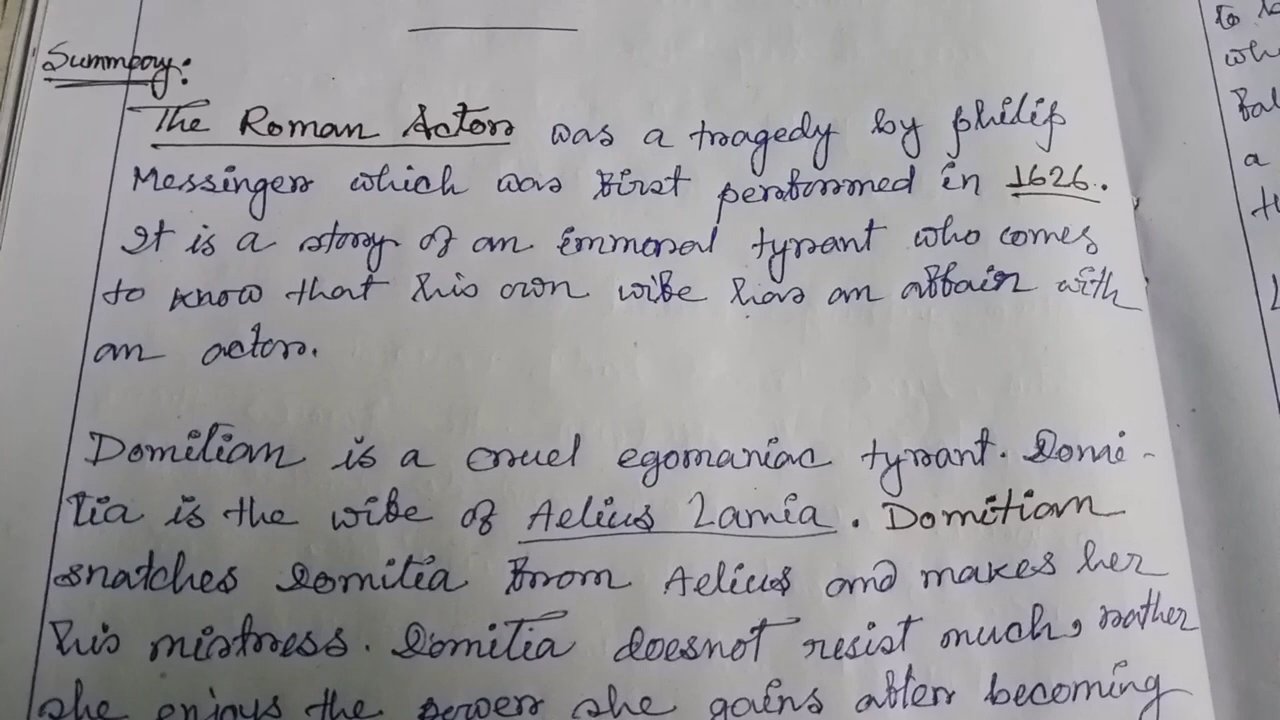 Summary:
The Roman Actor was a tragedy by Philip
Messinger which was first performed in 1626.
It is a story of an immoral tyrant who comes
to know that his own wife has an affair with
an actor.
Domitian is a cruel egomaniac tyrant. Domi-
tia is the wife of Aelius Lamia. Domitian
snatches Domitia from Aelius and makes her
his mistress. Domitia doesnot resist much, rather
she enjoys the power she gains after becoming
to
wh
Bal
a